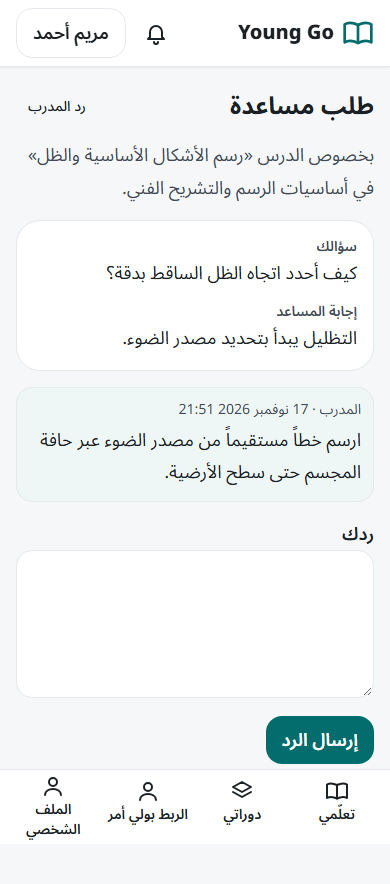 Young Go
مريم أحمد
طلب مساعدة
رد المدرب
بخصوص الدرس «رسم الأشكال الأساسية والظل»
في أساسيات الرسم والتشريح الفني.
سؤالك
كيف أحدد اتجاه الظل الساقط بدقة؟
إجابة المساعد
التظليل يبدأ بتحديد مصدر الضوء.
المدرب · 17 نوفمبر 2026 21:51
ارسم خطاً مستقيماً من مصدر الضوء عبر حافة
المجسم حتى سطح الأرضية.
ردك
إرسال الرد
تعلّمي
دوراتي
الربط بولي أمر
الملف
الشخصي